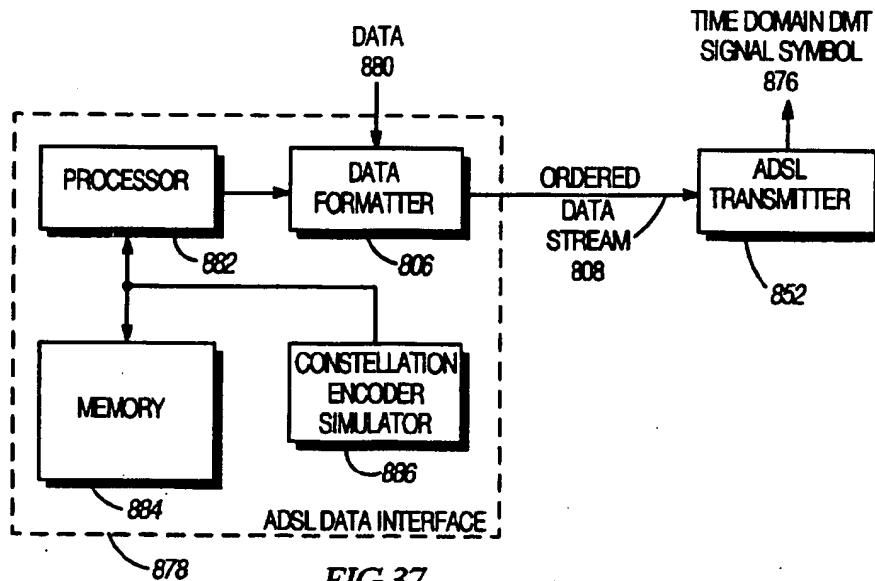 DATA
880
TIME DOMAIN DMT
SIGNAL SYMBOL
876
PROCESSOR
882
DATA
FORMATTER
806
ORDERED
DATA
STREAM
808
ADSL
TRANSMITTER
852
MEMORY
884
CONSTELLATION
ENCODER
SIMULATOR
886
ADSL DATA INTERFACE
878
FIG.37